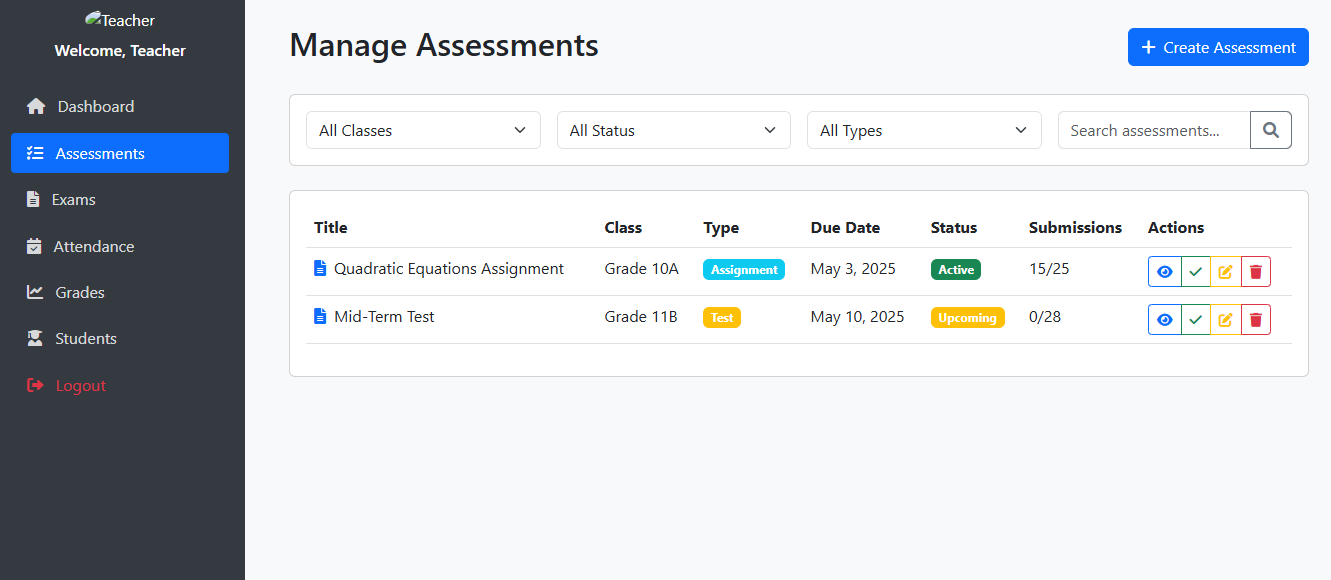 Teacher
Welcome, Teacher
Dashboard
Assessments
Exams
Attendance
Grades
Students
Logout
Manage Assessments
Create Assessment
All Classes All Status All Types Search assessments...
Title Class Type Due Date Status Submissions Actions
Quadratic Equations Assignment Grade 10A Assignment May 3, 2025 Active 15/25
Mid-Term Test Grade 11B Test May 10, 2025 Upcoming 0/28